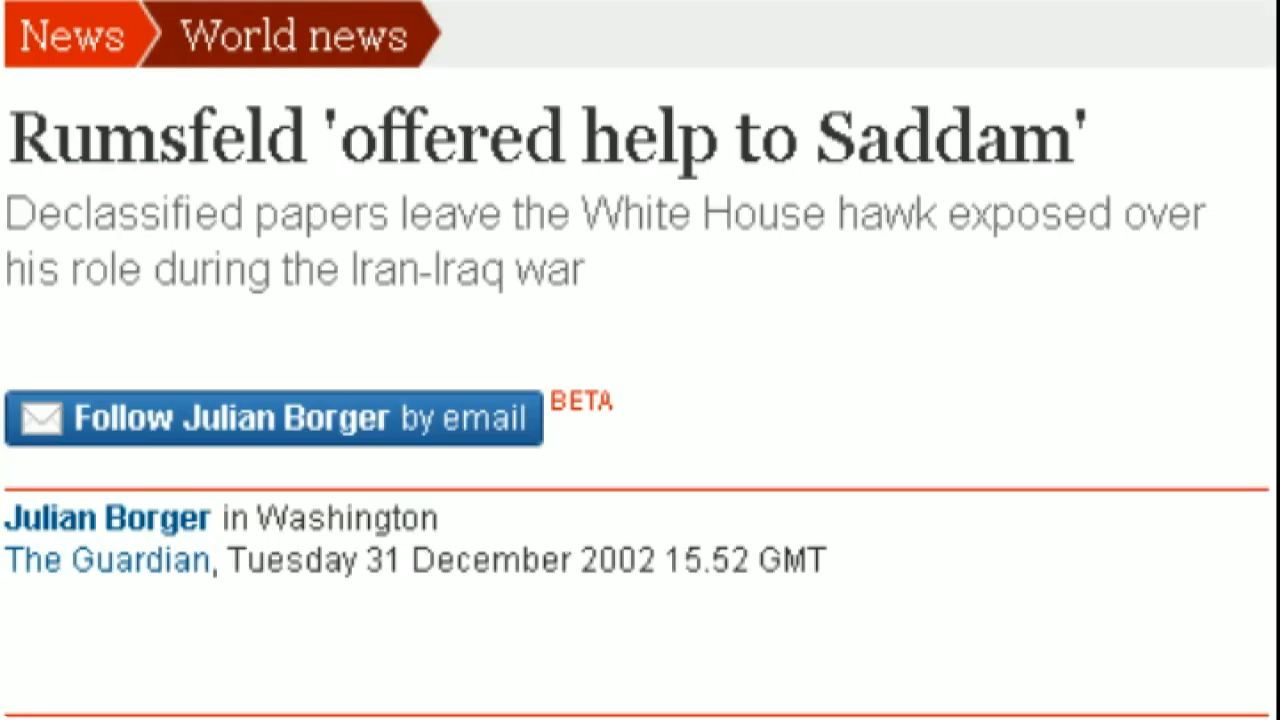 News World news
Rumsfeld 'offered help to Saddam'
Declassified papers leave the White House hawk exposed over
his role during the Iran-Iraq war
Follow Julian Borger by email BETA
Julian Borger in Washington
The Guardian, Tuesday 31 December 2002 15.52 GMT